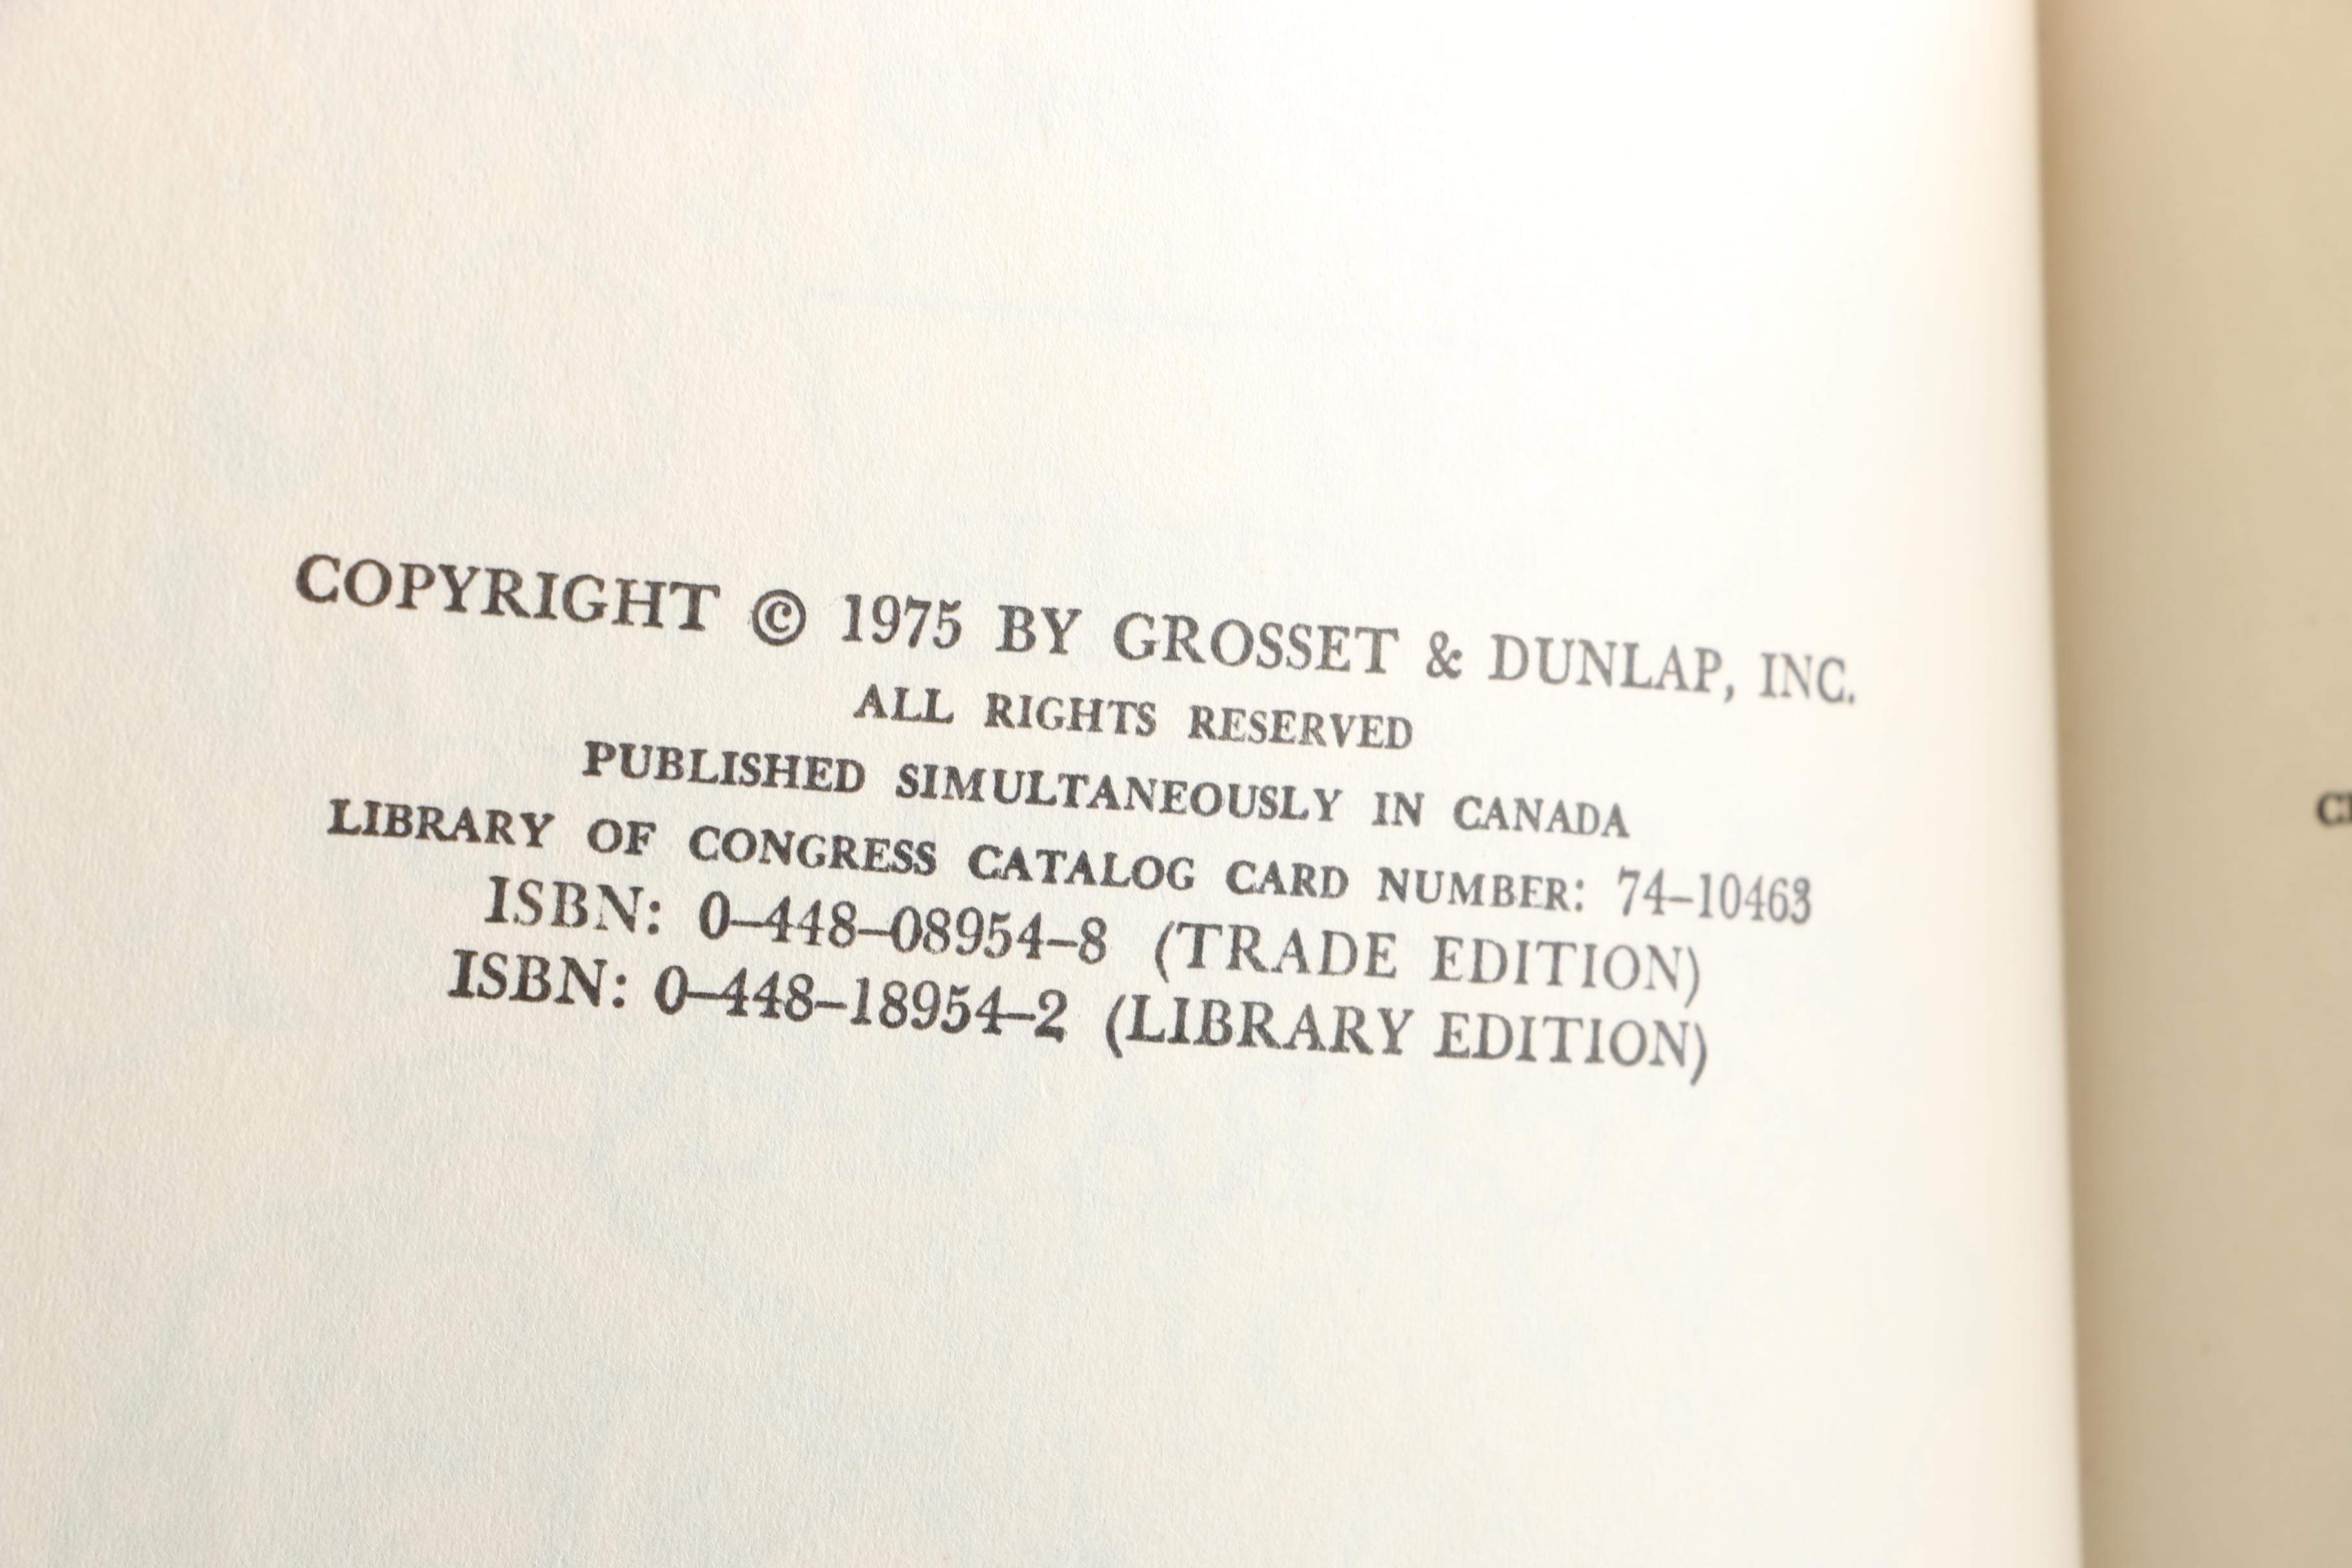 COPYRIGHT © 1975 BY GROSSET & DUNLAP, INC.
ALL RIGHTS RESERVED
PUBLISHED SIMULTANEOUSLY IN CANADA
LIBRARY OF CONGRESS CATALOG CARD NUMBER: 74–10463
ISBN: 0–448–08954–8 (TRADE EDITION)
ISBN: 0–448–18954–2 (LIBRARY EDITION)